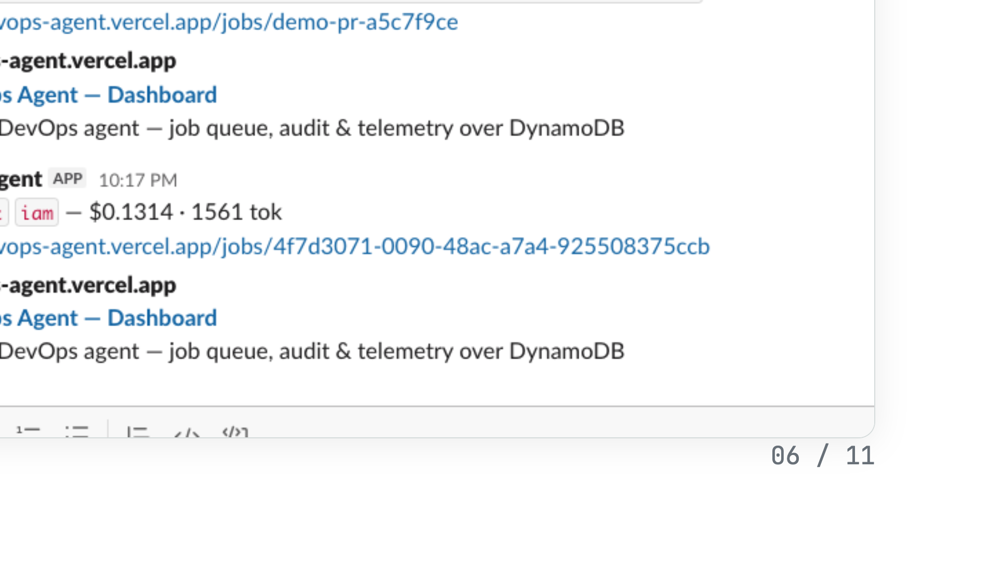 vops-agent.vercel.app/jobs/demo-pr-a5c7f9ce
-agent.vercel.app
s Agent — Dashboard
DevOps agent — job queue, audit & telemetry over DynamoDB
gent APP 10:17 PM
iam — $0.1314 · 1561 tok
vops-agent.vercel.app/jobs/4f7d3071-0090-48ac-a7a4-925508375ccb
-agent.vercel.app
s Agent — Dashboard
DevOps agent — job queue, audit & telemetry over DynamoDB
06 / 11